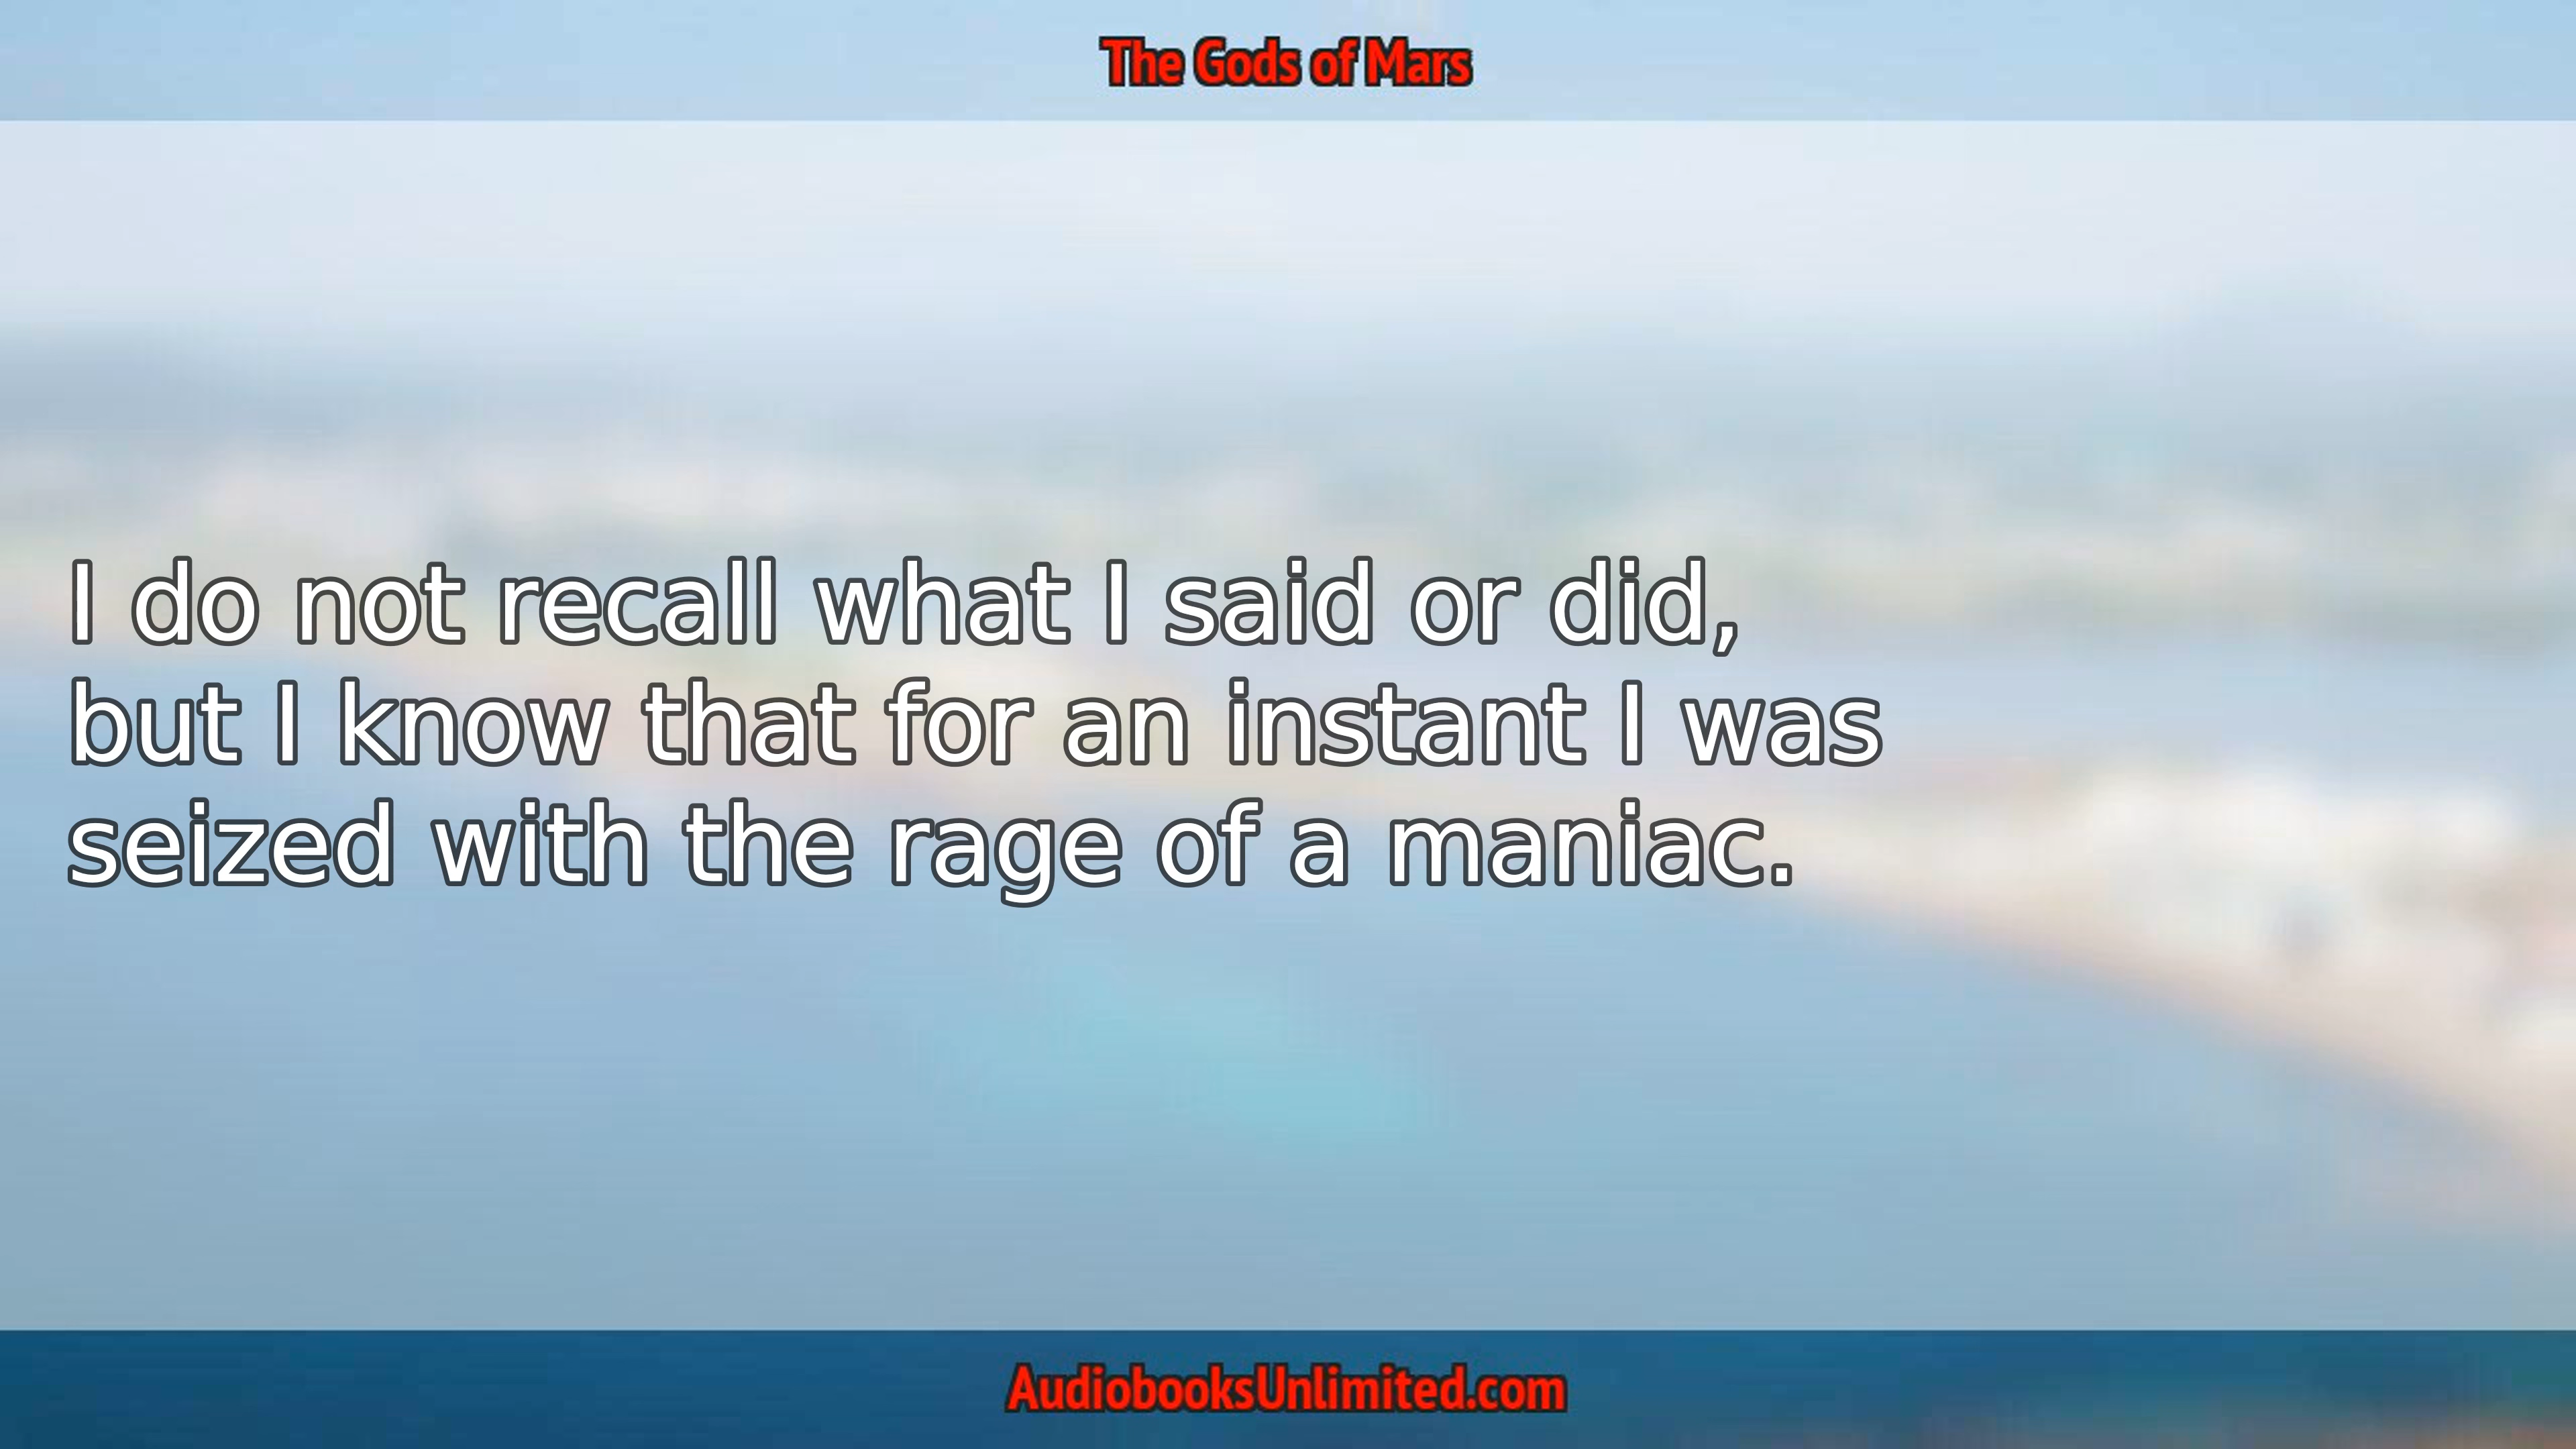 The Gods of Mars
I do not recall what I said or did,
but I know that for an instant I was
seized with the rage of a maniac.
AudiobooksUnlimited.com